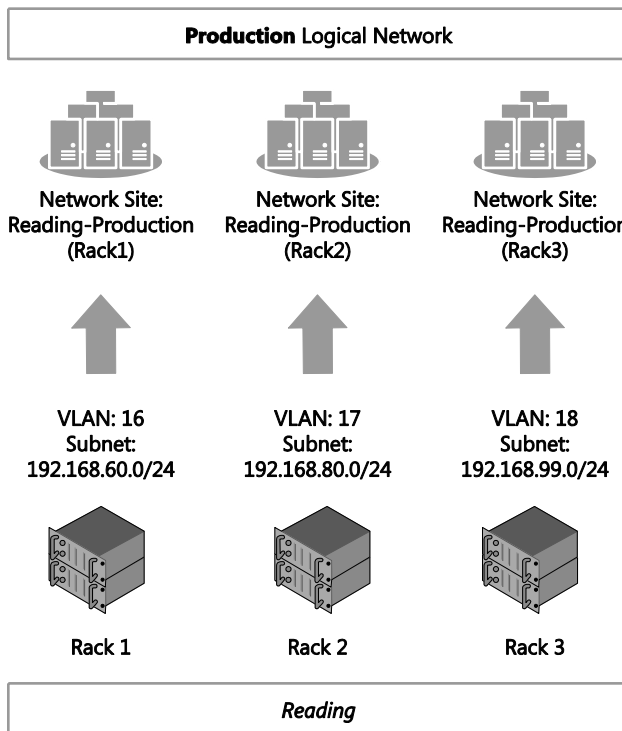 Production Logical Network
Network Site:
Reading-Production
(Rack1)
Network Site:
Reading-Production
(Rack2)
Network Site:
Reading-Production
(Rack3)
VLAN: 16
Subnet:
192.168.60.0/24
VLAN: 17
Subnet:
192.168.80.0/24
VLAN: 18
Subnet:
192.168.99.0/24
Rack 1
Rack 2
Rack 3
Reading